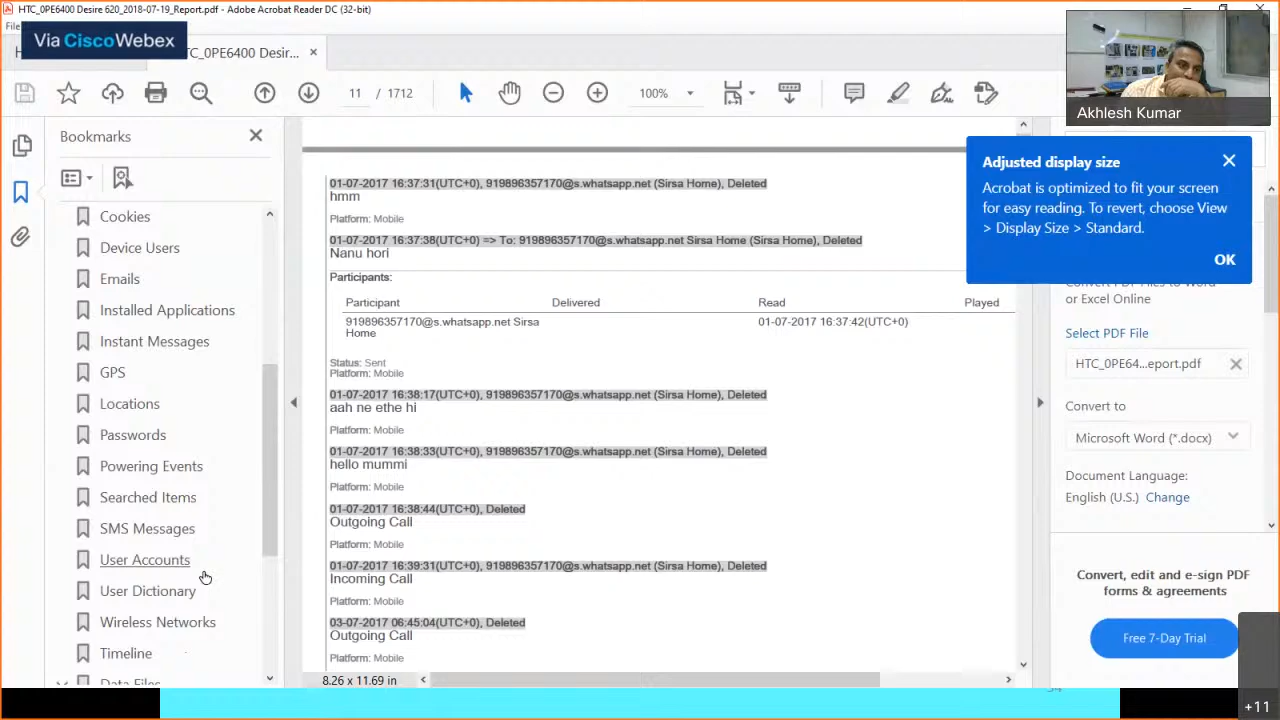 HTC_0PE6400 Desire 620_2018-07-19_Report.pdf - Adobe Acrobat Reader DC (32-bit)
Via CiscoWebex
TC_0PE6400 Desir...
11 / 1712
100%
Akhlesh Kumar
Bookmarks
Cookies
Device Users
Emails
Installed Applications
Instant Messages
GPS
Locations
Passwords
Powering Events
Searched Items
SMS Messages
User Accounts
User Dictionary
Wireless Networks
Timeline
Data Files
01-07-2017 16:37:31(UTC+0), 919896357170@s.whatsapp.net (Sirsa Home), Deleted
hmm
Platform: Mobile
01-07-2017 16:37:38(UTC+0) => To: 919896357170@s.whatsapp.net Sirsa Home (Sirsa Home), Deleted
Nanu hori
Participants:
Participant Delivered Read Played
919896357170@s.whatsapp.net Sirsa 01-07-2017 16:37:42(UTC+0)
Home
Status: Sent
Platform: Mobile
01-07-2017 16:38:17(UTC+0), 919896357170@s.whatsapp.net (Sirsa Home), Deleted
aah ne ethe hi
Platform: Mobile
01-07-2017 16:38:33(UTC+0), 919896357170@s.whatsapp.net (Sirsa Home), Deleted
hello mummi
Platform: Mobile
01-07-2017 16:38:44(UTC+0), Deleted
Outgoing Call
Platform: Mobile
01-07-2017 16:39:31(UTC+0), 919896357170@s.whatsapp.net (Sirsa Home), Deleted
Incoming Call
Platform: Mobile
03-07-2017 06:45:04(UTC+0), Deleted
Outgoing Call
Platform: Mobile
8.26 x 11.69 in
Adjusted display size
Acrobat is optimized to fit your screen
for easy reading. To revert, choose View
> Display Size > Standard.
OK
or Excel Online
Select PDF File
HTC_0PE64...eport.pdf
Convert to
Microsoft Word (*.docx)
Document Language:
English (U.S.) Change
Convert, edit and e-sign PDF
forms & agreements
Free 7-Day Trial
+11